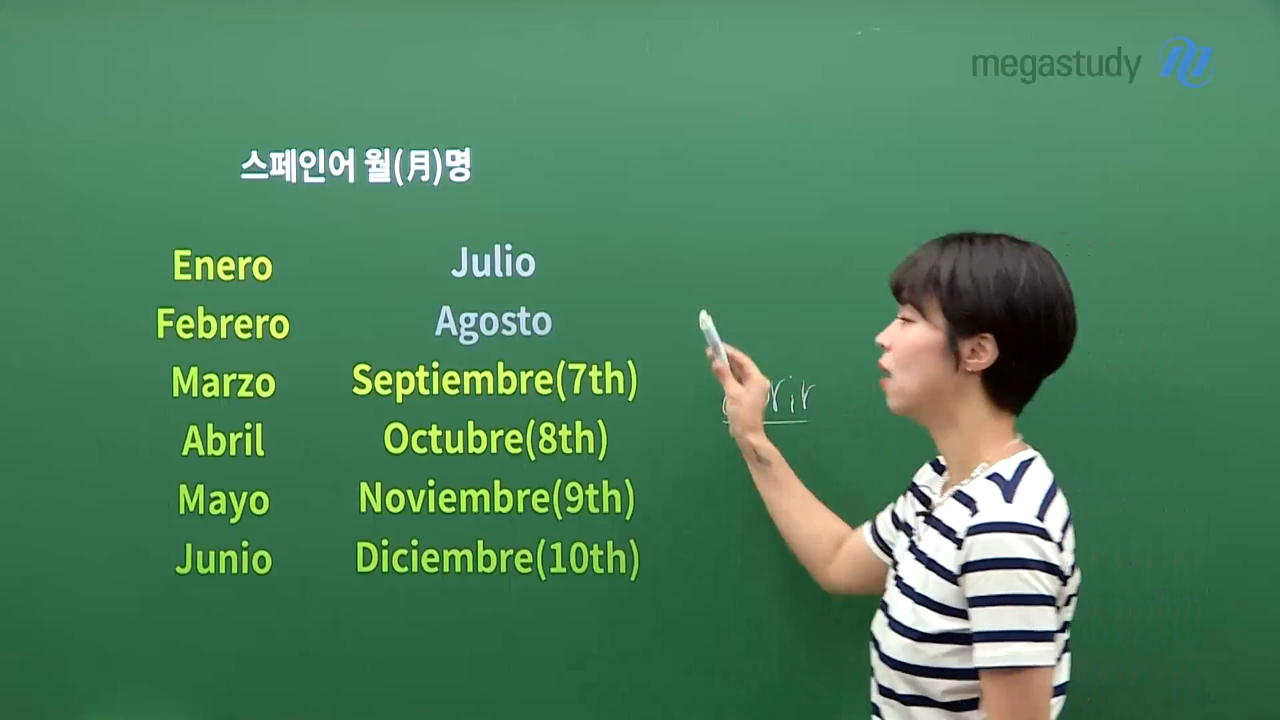 megastudy
스페인어 월(月)명
Enero
Febrero
Marzo
Abril
Mayo
Junio
Julio
Agosto
Septiembre(7th)
Octubre(8th)
Noviembre(9th)
Diciembre(10th)